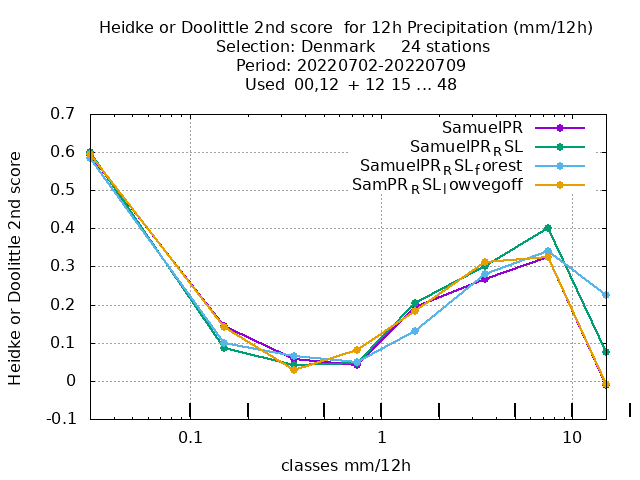 Heidke or Doolittle 2nd score  for 12h Precipitation (mm/12h)
Selection: Denmark     24 stations
Period: 20220702-20220709
Used  00,12  + 12 15 ... 48
0.7
0.6
0.5
0.4
0.3
0.2
0.1
0
-0.1
Heidke or Doolittle 2nd score
SamuelPR
SamuelPR_RSL
SamuelPR_RSL_forest
SamPR_RSL_lowvegoff
0.1 1 10
classes mm/12h